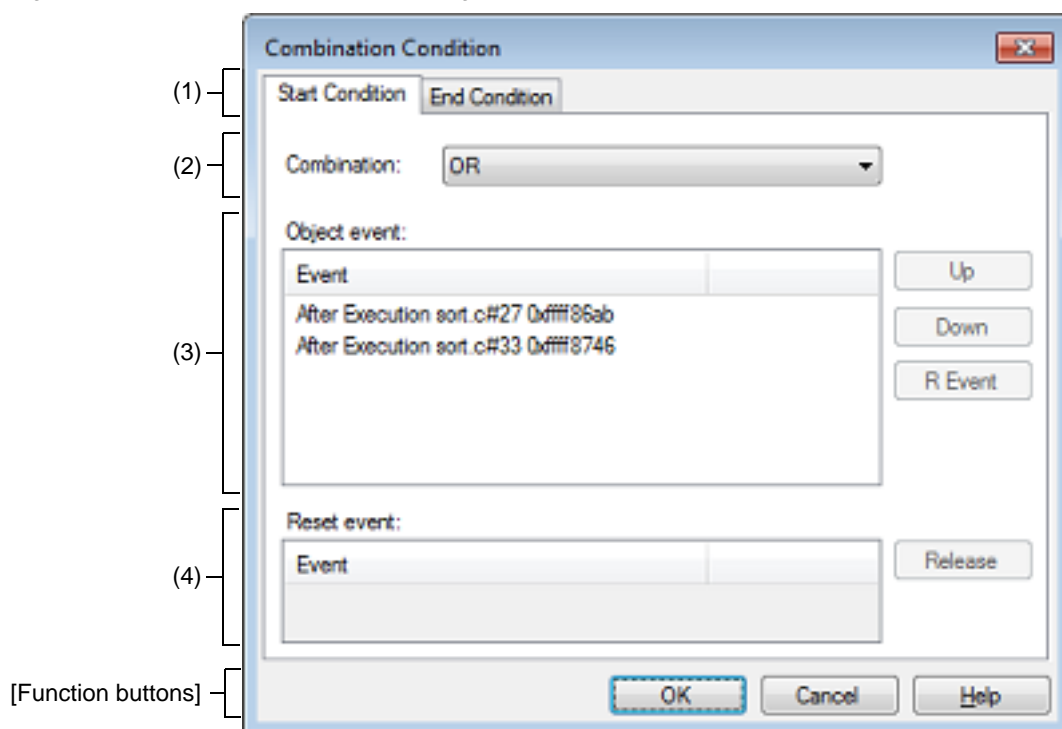 Combination Condition
(1)
Start Condition End Condition
(2)
Combination: OR
(3)
Object event:
Event
After Execution sort.c#27 0xffff86ab
After Execution sort.c#33 0xffff8746
Up
Down
R Event
(4)
Reset event:
Event
Release
[Function buttons]
OK Cancel Help